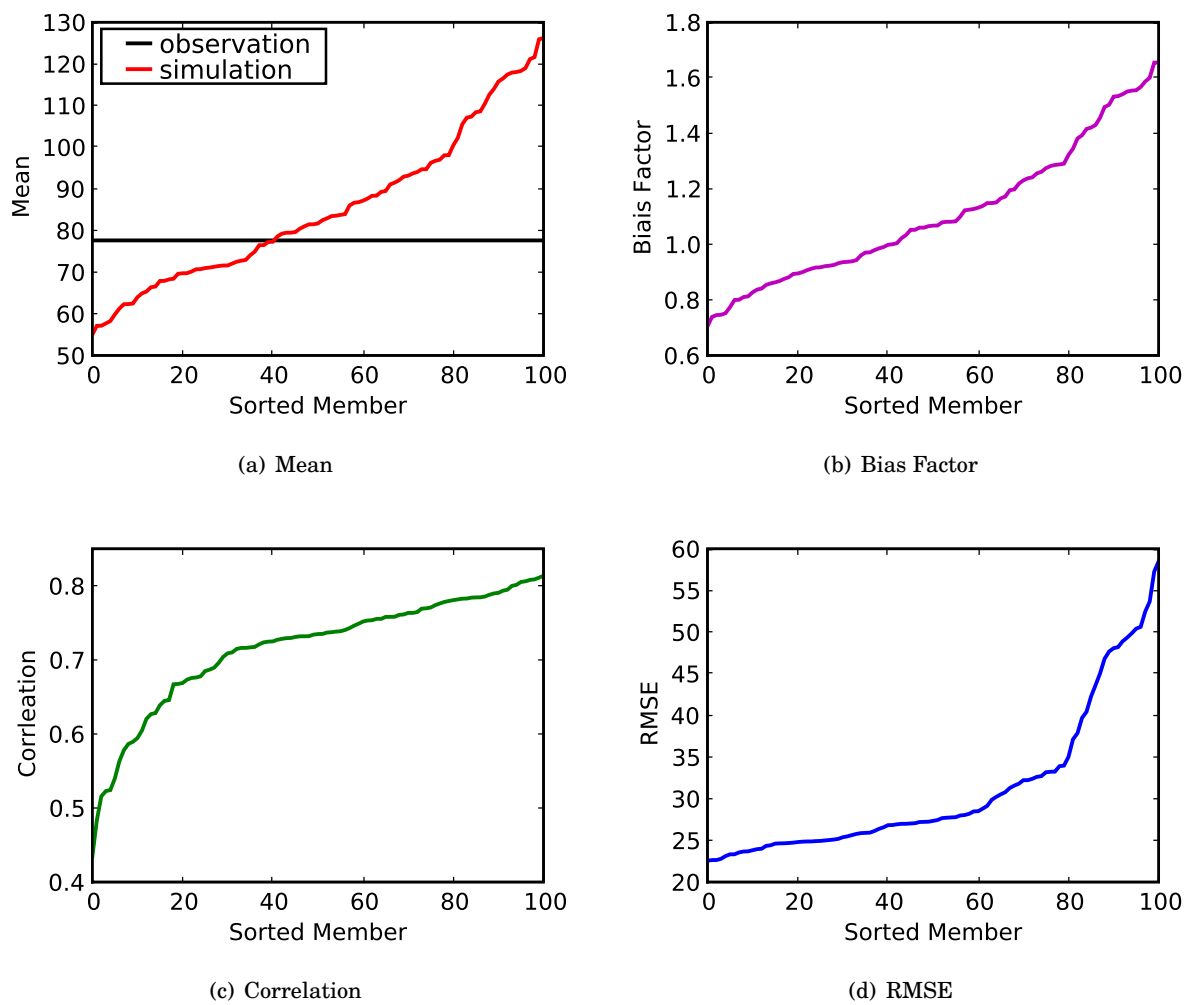 130
120
110
100
90
80
70
60
50
Mean
observation
simulation
0 20 40 60 80 100
Sorted Member
(a) Mean
1.8
1.6
1.4
1.2
1.0
0.8
0.6
Biais Factor
0 20 40 60 80 100
Sorted Member
(b) Bias Factor
0.8
0.7
0.6
0.5
0.4
Corrleation
0 20 40 60 80 100
Sorted Member
(c) Correlation
60
55
50
45
40
35
30
25
20
RMSE
0 20 40 60 80 100
Sorted Member
(d) RMSE